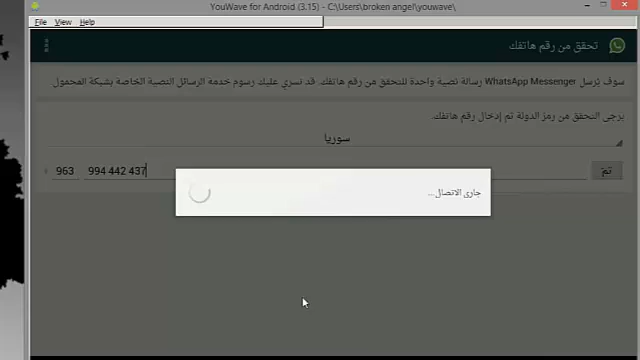 YouWave for Android (3.15) - C:\Users\broken angel\youwave\
File View Help
تحقق من رقم هاتفك
سوف يُرسل WhatsApp Messenger رسالة نصية واحدة للتحقق من رقم هاتفك. قد تسري عليك رسوم خدمة الرسائل النصية الخاصة بشبكة المحمول
يرجى التحقق من رمز الدولة ثم إدخال رقم هاتفك.
سوريا
963 994 442 437 تمّ
جارى الاتصال...